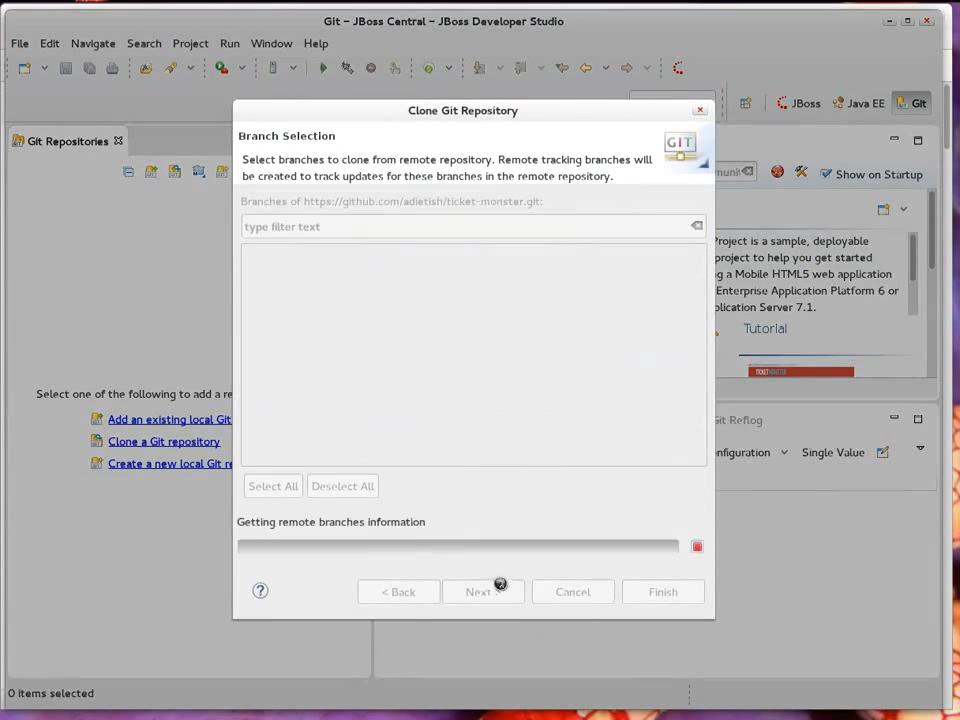 Git – JBoss Central – JBoss Developer Studio
File Edit Navigate Search Project Run Window Help
JBoss Java EE Git
Clone Git Repository
Git Repositories
Branch Selection
GIT
Select branches to clone from remote repository. Remote tracking branches will
be created to track updates for these branches in the remote repository.
Show on Startup
Branches of https://github.com/adietish/ticket-monster.git:
type filter text
Project is a sample, deployable
project to help you get started
g a Mobile HTML5 web application
Enterprise Application Platform 6 or
plication Server 7.1.
Tutorial
Select one of the following to add a re
Add an existing local Git
Clone a Git repository
Create a new local Git re
Git Reflog
nfiguration Single Value
Select All Deselect All
Getting remote branches information
< Back Next > Cancel Finish
0 items selected